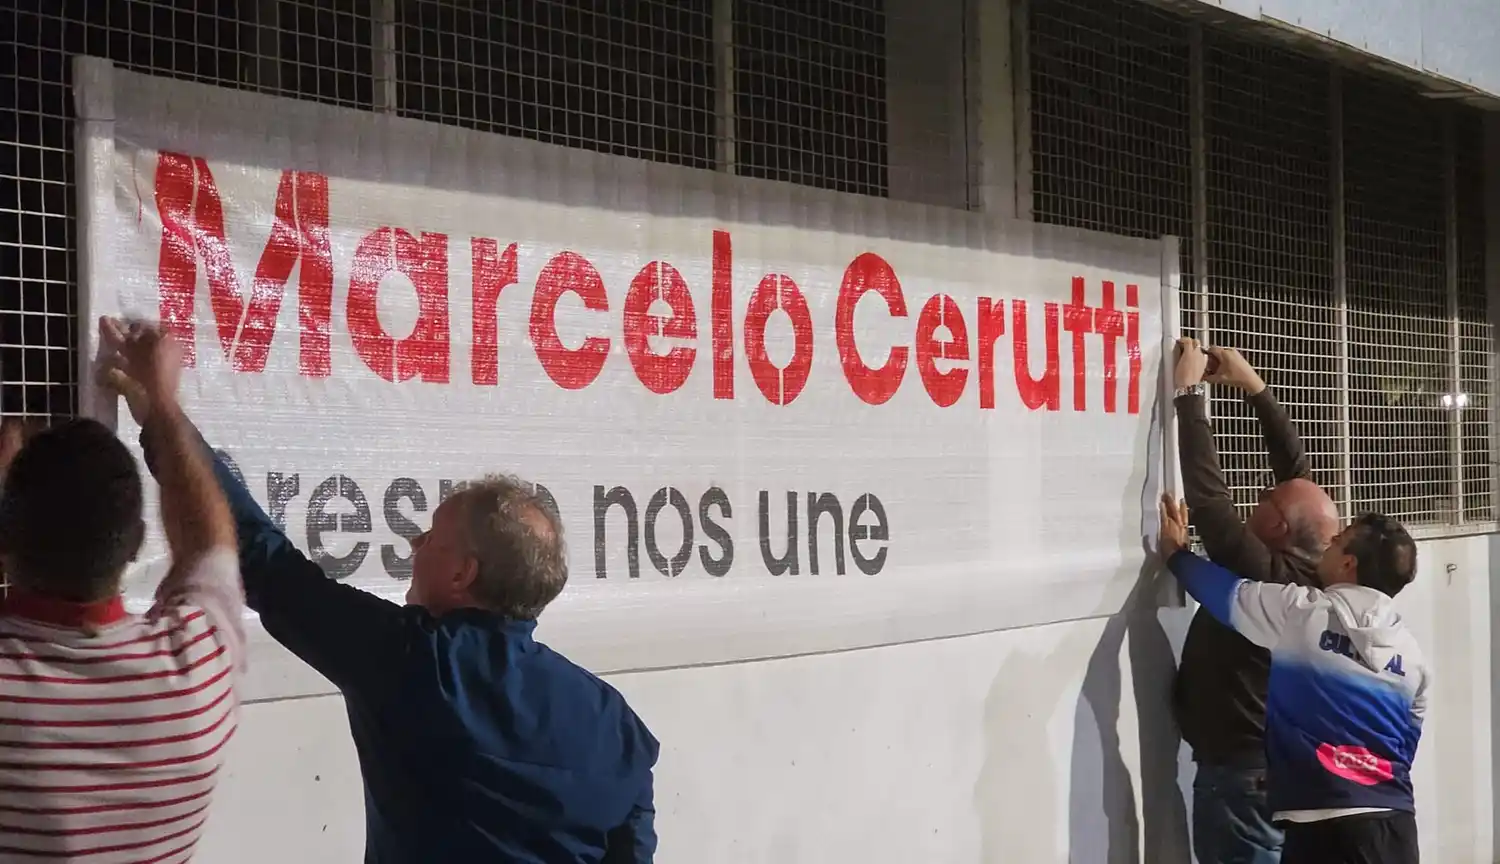 Marcelo Cerutti
nos une